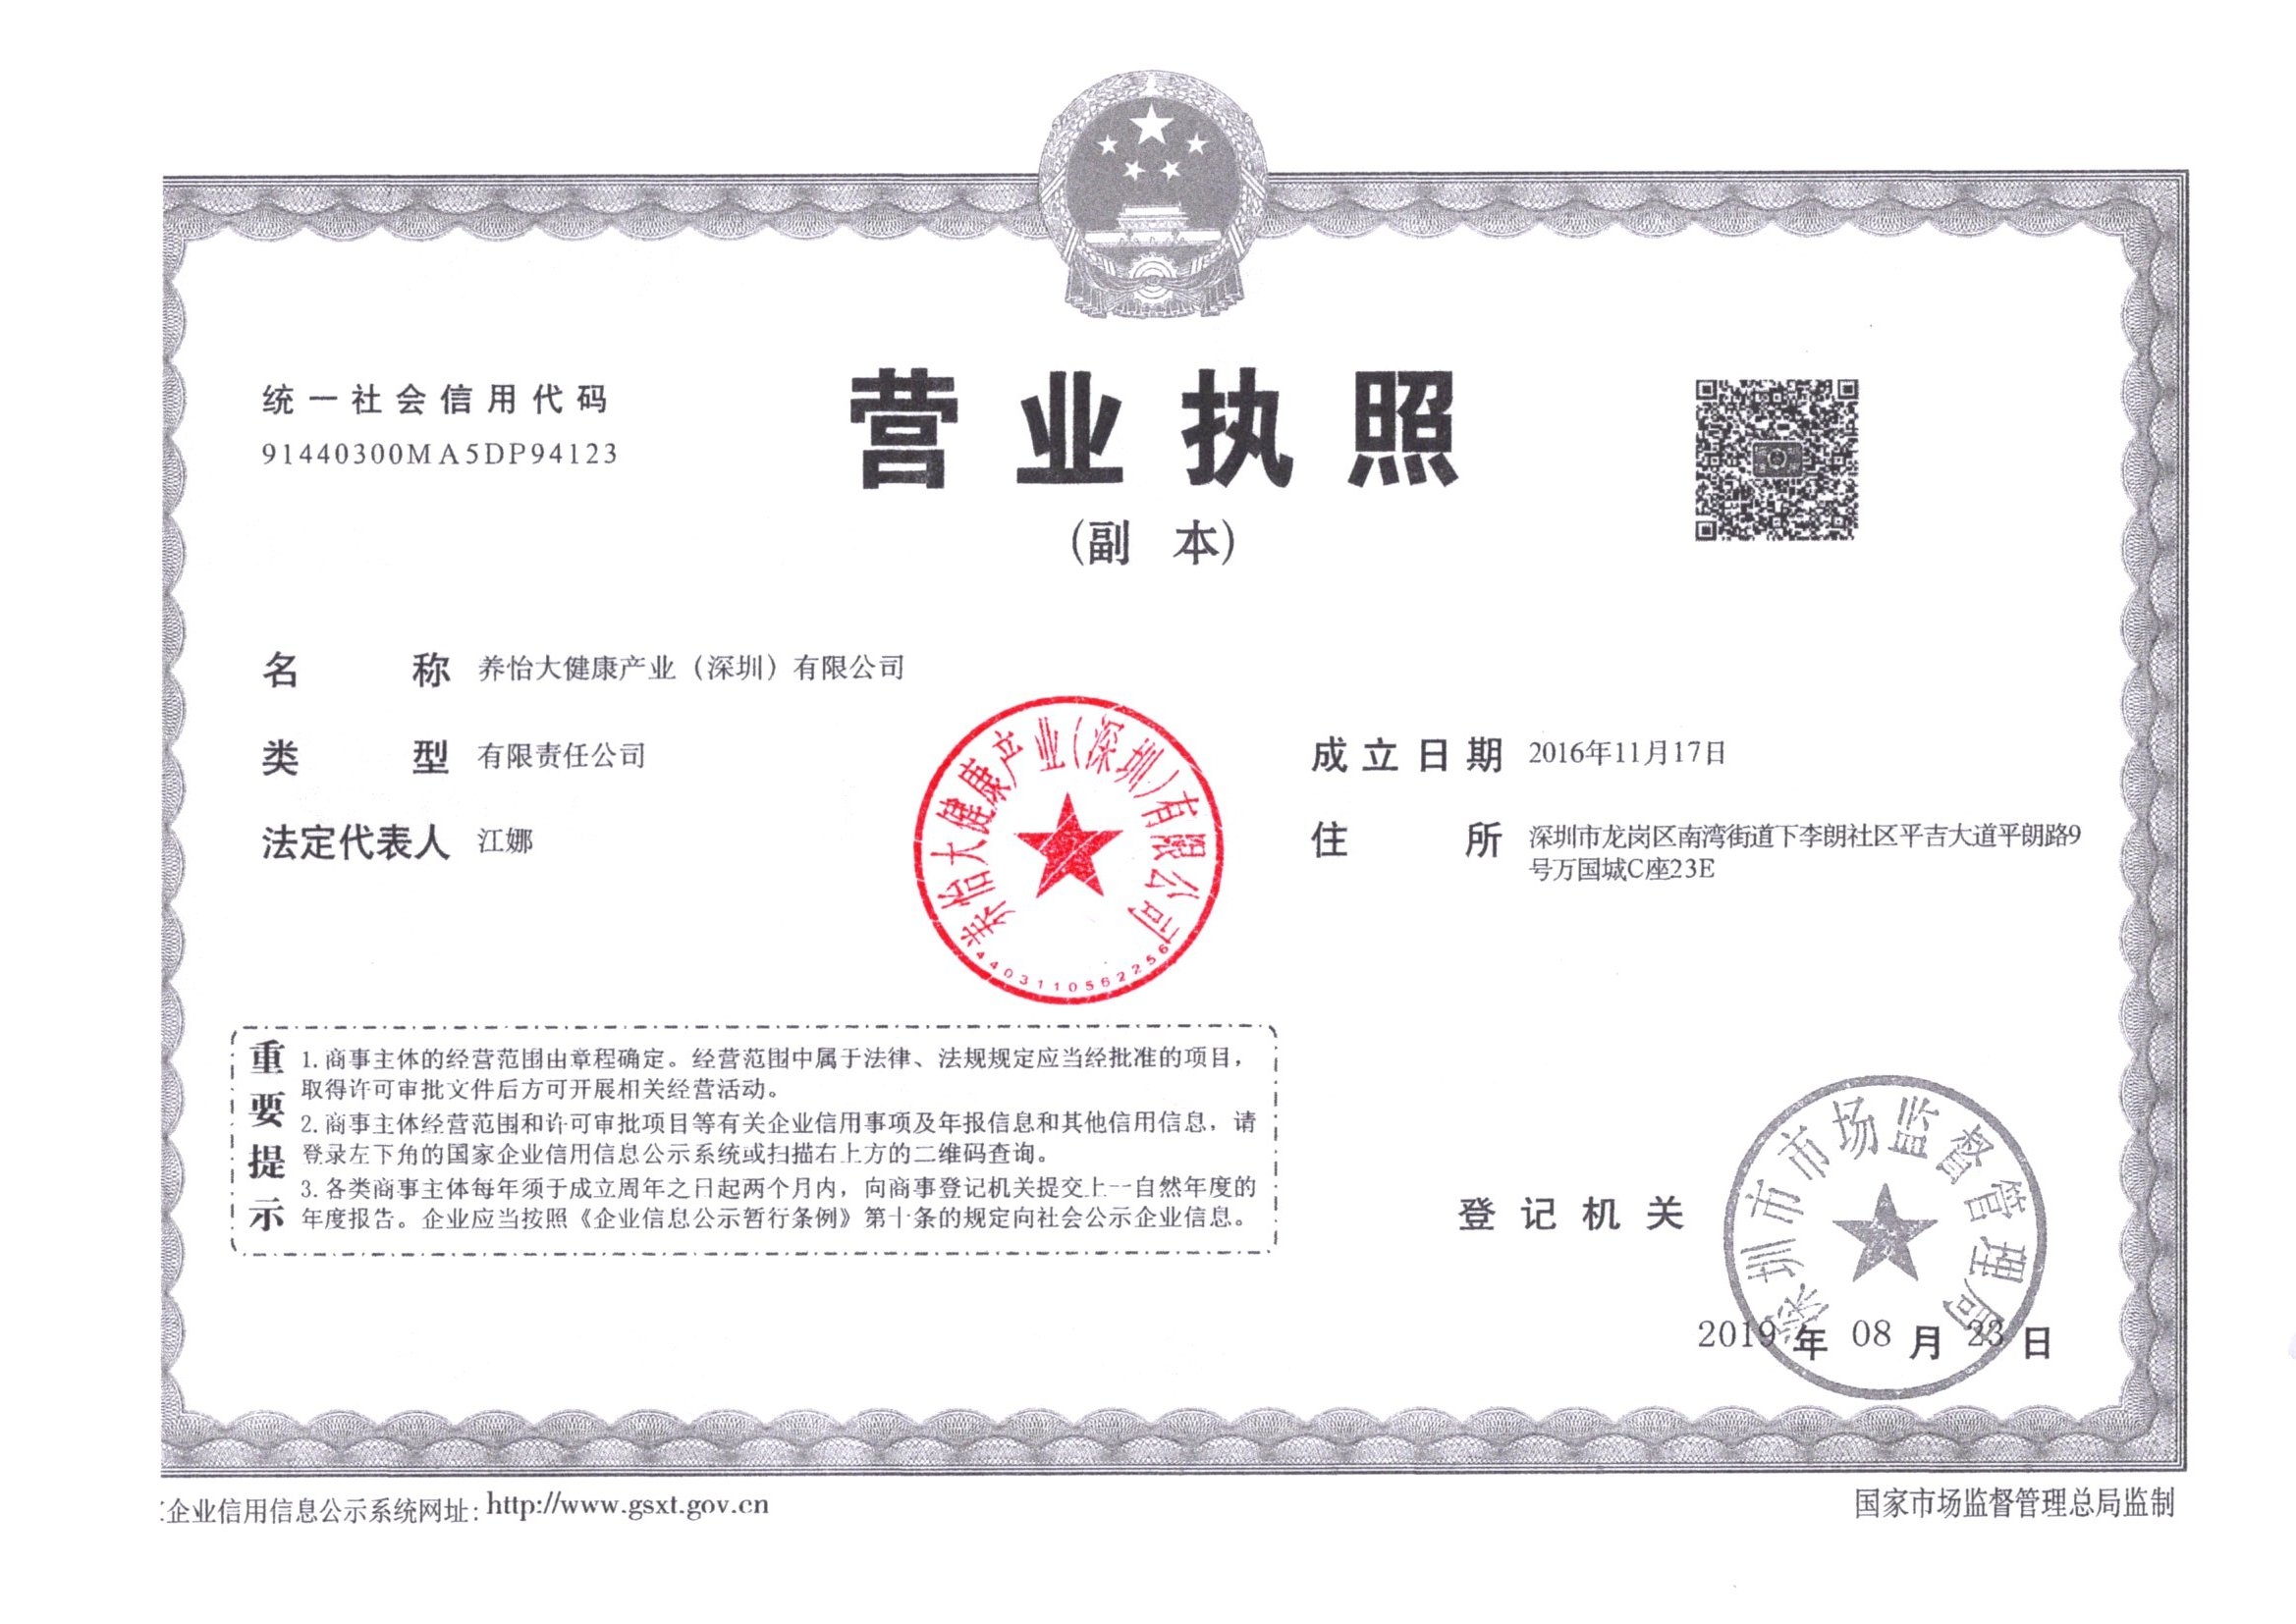 统一社会信用代码
91440300MA5DP94123
营业执照
(副 本)
名 称 养怡大健康产业（深圳）有限公司
类 型 有限责任公司
法定代表人 江娜
成立日期 2016年11月17日
住 所 深圳市龙岗区南湾街道下李朗社区平吉大道平朗路9
号万国城C座23E
养怡大健康产业(深圳)有限公司
4403110562256
重要提示
1.商事主体的经营范围由章程确定。经营范围中属于法律、法规规定应当经批准的项目，
取得许可审批文件后方可开展相关经营活动。
2.商事主体经营范围和许可审批项目等有关企业信用事项及年报信息和其他信用信息，请
登录左下角的国家企业信用信息公示系统或扫描右上方的二维码查询。
3.各类商事主体每年须于成立周年之日起两个月内，向商事登记机关提交上一自然年度的
年度报告。企业应当按照《企业信息公示暂行条例》第十条的规定向社会公示企业信息。
登记机关
深圳市市场监督管理局
2019 年 08 月 23 日
企业信用信息公示系统网址：http://www.gsxt.gov.cn
国家市场监督管理总局监制